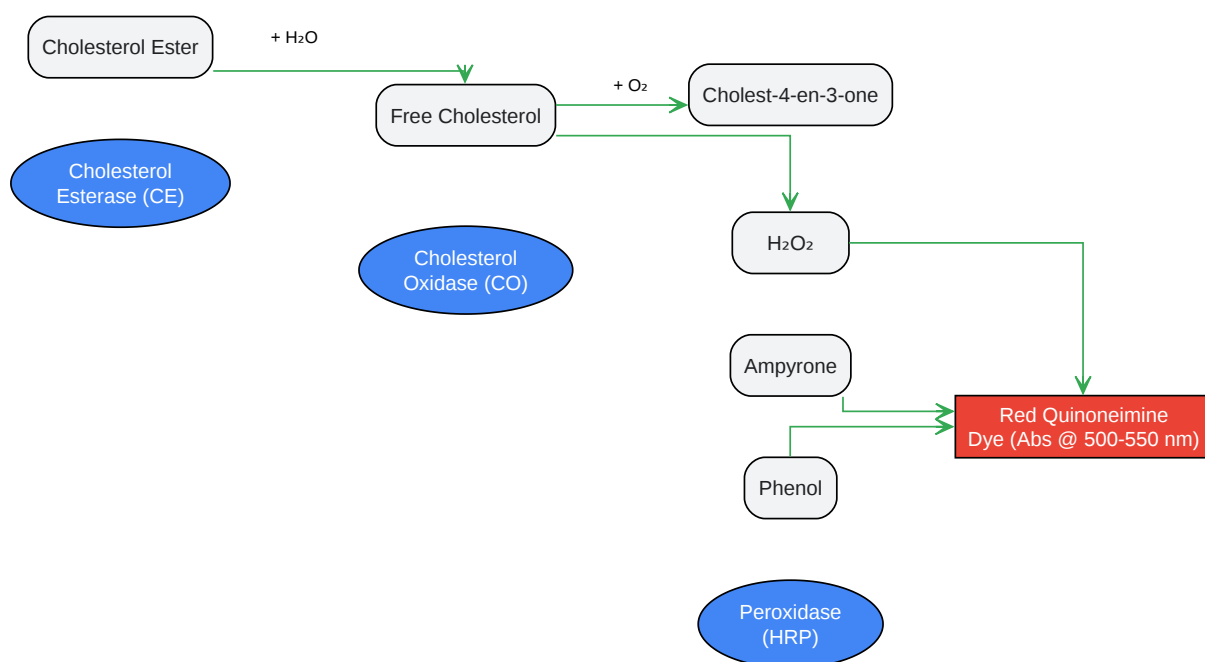 Cholesterol Ester
+ H₂O
Free Cholesterol
+ O₂
Cholest-4-en-3-one
Cholesterol
Esterase (CE)
Cholesterol
Oxidase (CO)
H₂O₂
Ampyrone
Red Quinoneimine
Dye (Abs @ 500-550 nm)
Phenol
Peroxidase
(HRP)